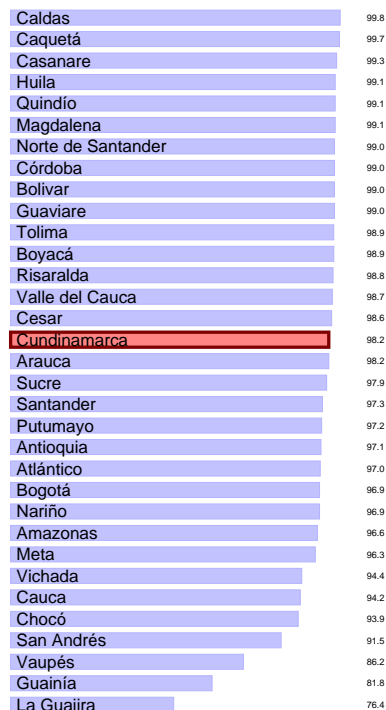 Caldas 99.8
Caquetá 99.7
Casanare 99.3
Huila 99.1
Quindío 99.1
Magdalena 99.1
Norte de Santander 99.0
Córdoba 99.0
Bolivar 99.0
Guaviare 99.0
Tolima 98.9
Boyacá 98.9
Risaralda 98.8
Valle del Cauca 98.7
Cesar 98.6
Cundinamarca 98.2
Arauca 98.2
Sucre 97.9
Santander 97.3
Putumayo 97.2
Antioquia 97.1
Atlántico 97.0
Bogotá 96.9
Nariño 96.9
Amazonas 96.6
Meta 96.3
Vichada 94.4
Cauca 94.2
Chocó 93.9
San Andrés 91.5
Vaupés 86.2
Guainía 81.8
La Guajira 76.4